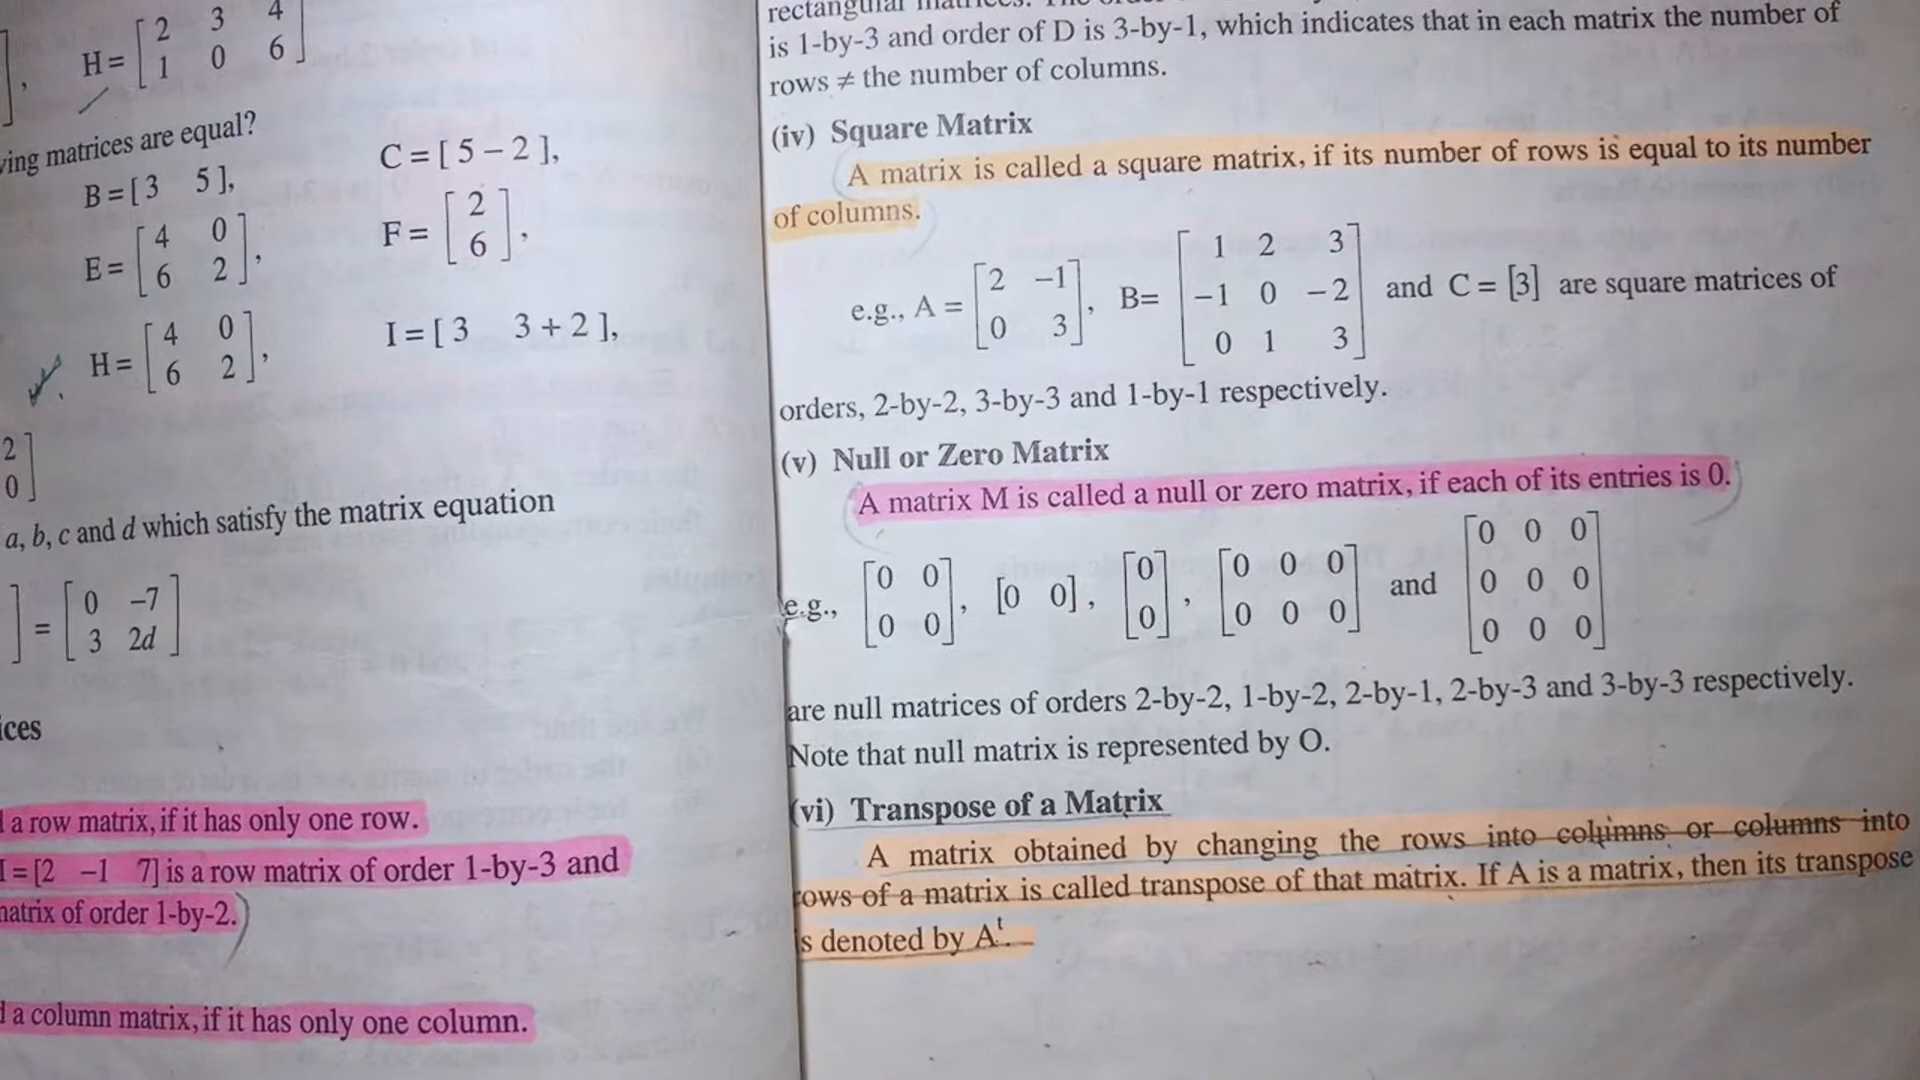 H = [ 2 3 4
1 0 6 ]
ving matrices are equal?
B = [ 3 5 ], C = [ 5 – 2 ],
E = [ 4 0
6 2 ], F = [ 2
6 ],
H = [ 4 0
6 2 ], I = [ 3 3 + 2 ],
2
0 ]
a, b, c and d which satisfy the matrix equation
] = [ 0 –7
3 2d ]
ices
a row matrix, if it has only one row.
= [2 –1 7] is a row matrix of order 1-by-3 and
matrix of order 1-by-2.
a column matrix, if it has only one column.
is 1-by-3 and order of D is 3-by-1, which indicates that in each matrix the number of
rows ≠ the number of columns.
(iv) Square Matrix
A matrix is called a square matrix, if its number of rows is equal to its number
of columns.
e.g., A = [ 2 –1
0 3 ], B= [ 1 2 3
–1 0 –2
0 1 3 ] and C = [3] are square matrices of
orders, 2-by-2, 3-by-3 and 1-by-1 respectively.
(v) Null or Zero Matrix
A matrix M is called a null or zero matrix, if each of its entries is 0.
e.g., [ 0 0
0 0 ], [0 0], [ 0
0 ], [ 0 0 0
0 0 0 ] and [ 0 0 0
0 0 0
0 0 0 ]
are null matrices of orders 2-by-2, 1-by-2, 2-by-1, 2-by-3 and 3-by-3 respectively.
Note that null matrix is represented by O.
(vi) Transpose of a Matrix
A matrix obtained by changing the rows into columns or columns into
rows of a matrix is called transpose of that matrix. If A is a matrix, then its transpose
is denoted by Aᵗ.